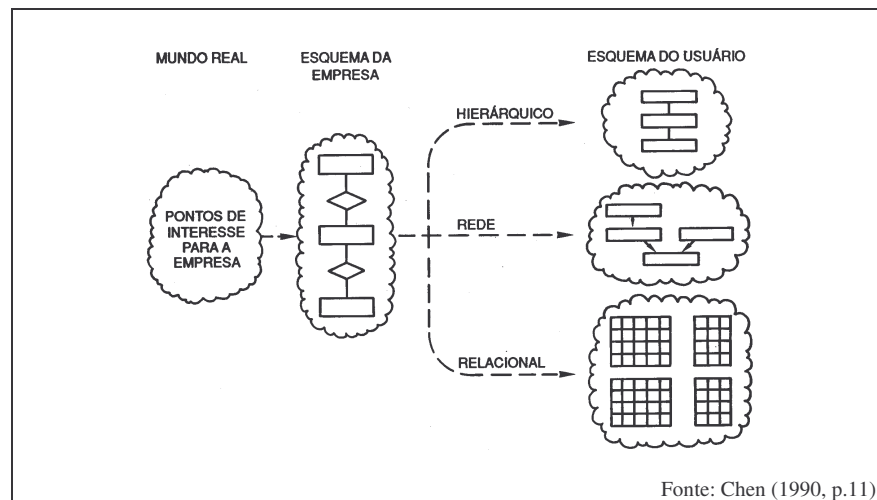 MUNDO REAL
ESQUEMA DA
EMPRESA
ESQUEMA DO USUÁRIO
HIERÁRQUICO
PONTOS DE
INTERESSE
PARA A
EMPRESA
REDE
RELACIONAL
Fonte: Chen (1990, p.11)